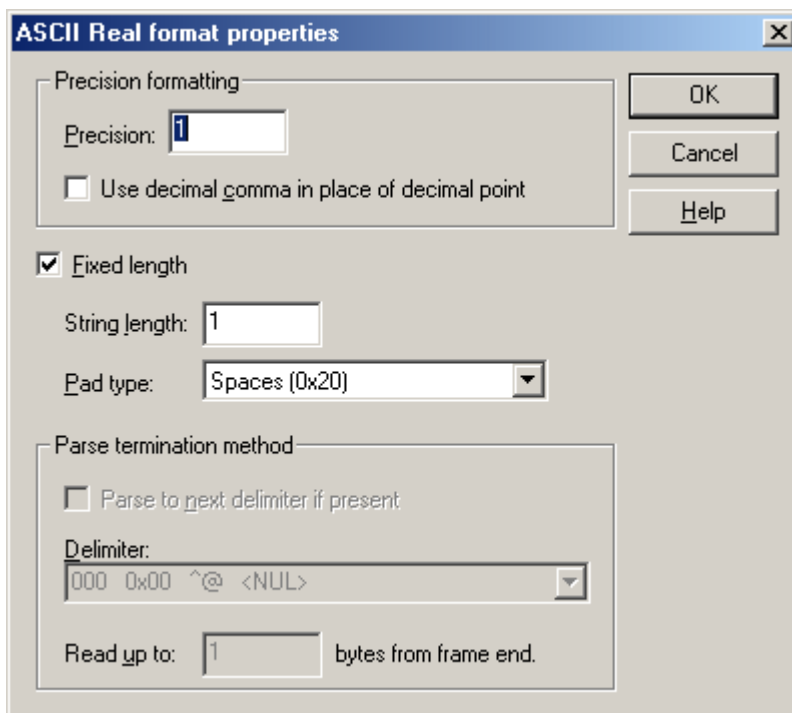 ASCII Real format properties
Precision formatting
Precision: 1
Use decimal comma in place of decimal point
OK
Cancel
Help
Fixed length
String length: 1
Pad type: Spaces (0x20)
Parse termination method
Parse to next delimiter if present
Delimiter:
000 0x00 ^@ <NUL>
Read up to: 1 bytes from frame end.